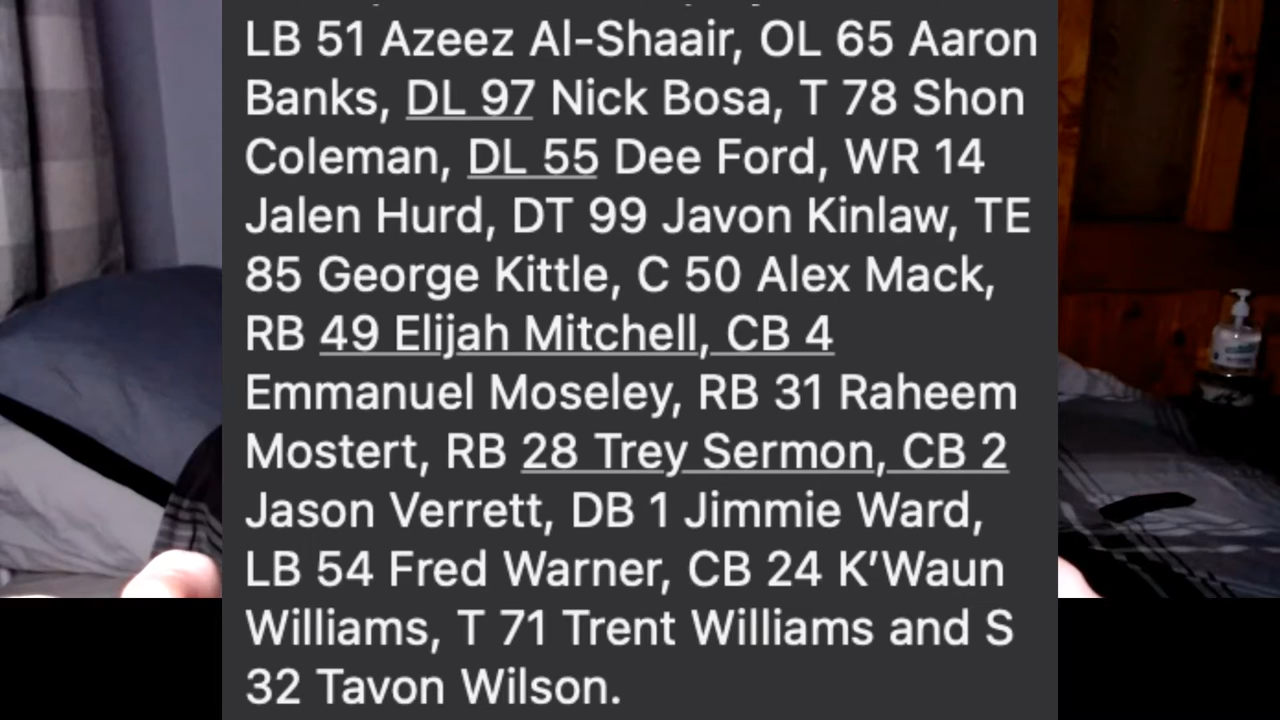 LB 51 Azeez Al-Shaair, OL 65 Aaron
Banks, DL 97 Nick Bosa, T 78 Shon
Coleman, DL 55 Dee Ford, WR 14
Jalen Hurd, DT 99 Javon Kinlaw, TE
85 George Kittle, C 50 Alex Mack,
RB 49 Elijah Mitchell, CB 4
Emmanuel Moseley, RB 31 Raheem
Mostert, RB 28 Trey Sermon, CB 2
Jason Verrett, DB 1 Jimmie Ward,
LB 54 Fred Warner, CB 24 K'Waun
Williams, T 71 Trent Williams and S
32 Tavon Wilson.